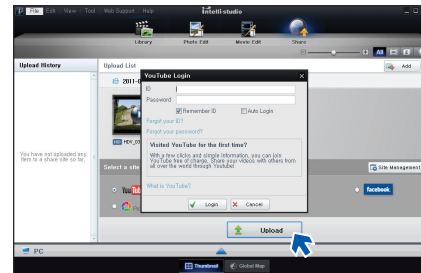 File Edit View Tool Web Support Help
intelli studio
Library Photo Edit Movie Edit Share
All
Upload History
Upload List
Add
2011-0
YouTube Login
ID
Password
Remember ID Auto Login
Forgot your ID?
Forgot your password?
HDV_03
You have not uploaded any
item to a share site so far.
Visited YouTube for the first time?
With a few clicks and simple information, you can join
YouTube free of charge. Share your videos with others from
all over the world through YouTube!
Select a site
Site Management
YouTube
facebook
What is YouTube?
Login Cancel
Upload
PC
Thumbnail Global Map